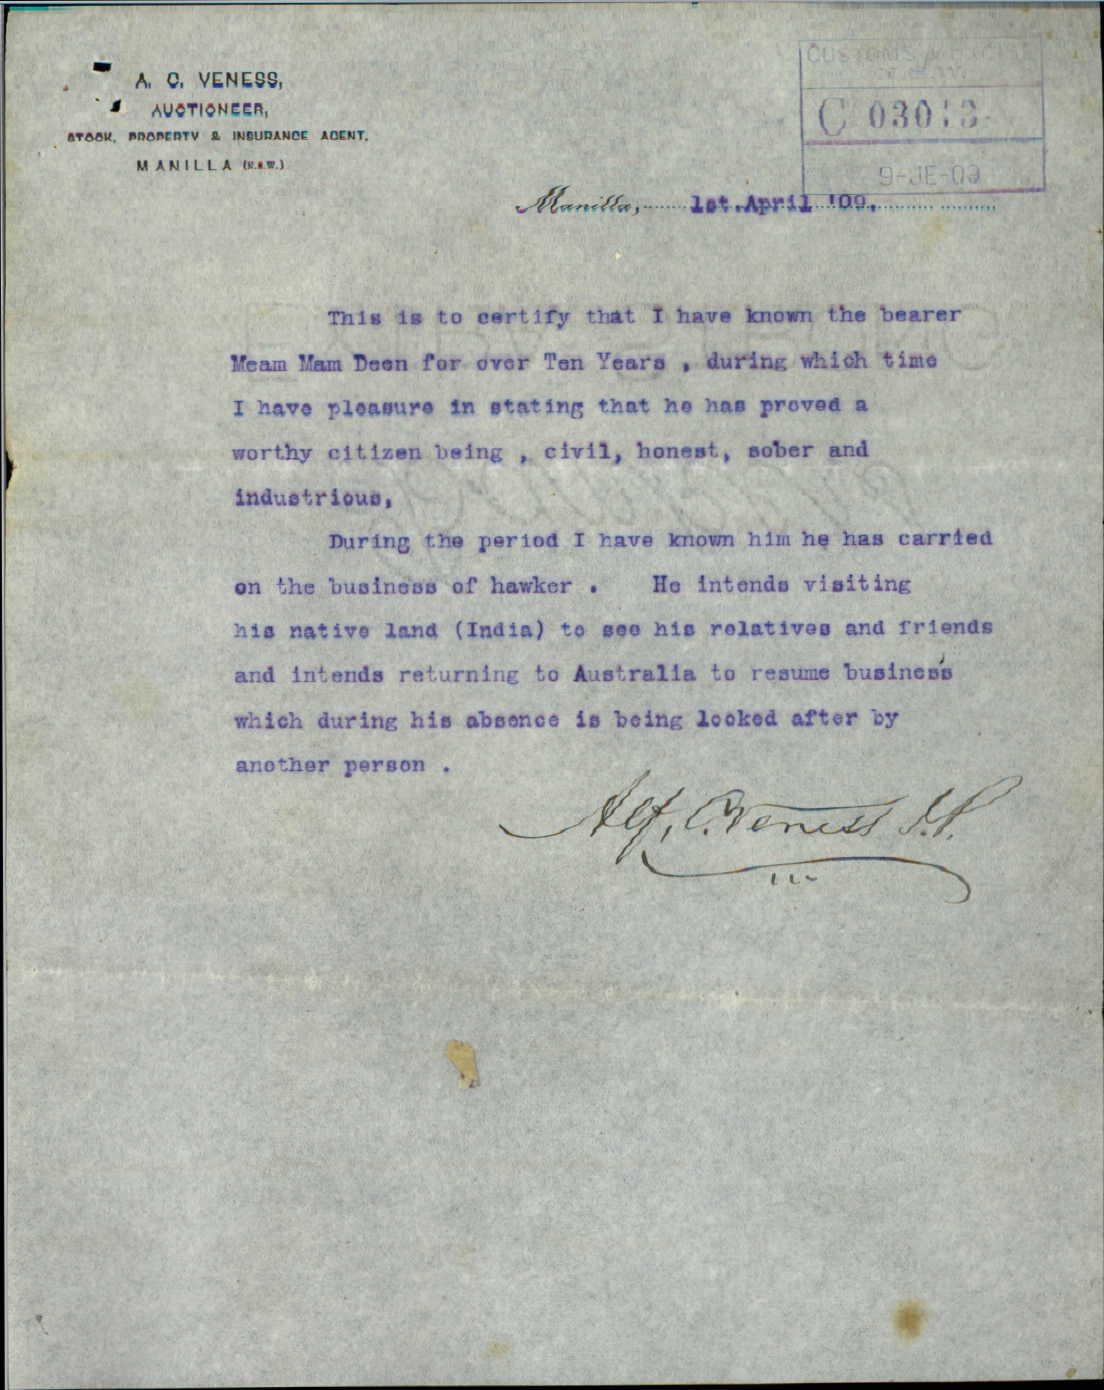 A. C. VENESS,
AUCTIONEER,
STOCK, PROPERTY & INSURANCE AGENT.
MANILLA (N.S.W.)
CUSTOMS
C 03013
9-JE-09
Manilla, 1st.April '09.
This is to certify that I have known the bearer
Meam Mam Deen for over Ten Years , during which time
I have pleasure in stating that he has proved a
worthy citizen being , civil, honest, sober and
industrious,
During the period I have known him he has carried
on the business of hawker . He intends visiting
his native land (India) to see his relatives and friends
and intends returning to Australia to resume business
which during his absence is being looked after by
another person .
Alf, C. Veness J.P.